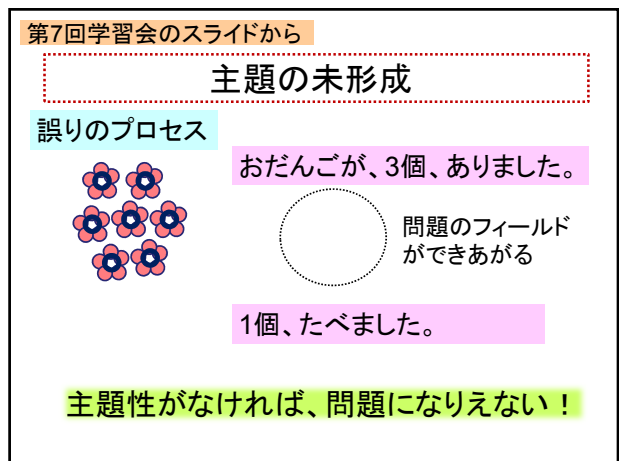 第7回学習会のスライドから
主題の未形成
誤りのプロセス
おだんごが、3個、ありました。
問題のフィールド
ができあがる
1個、たべました。
主題性がなければ、問題になりえない！